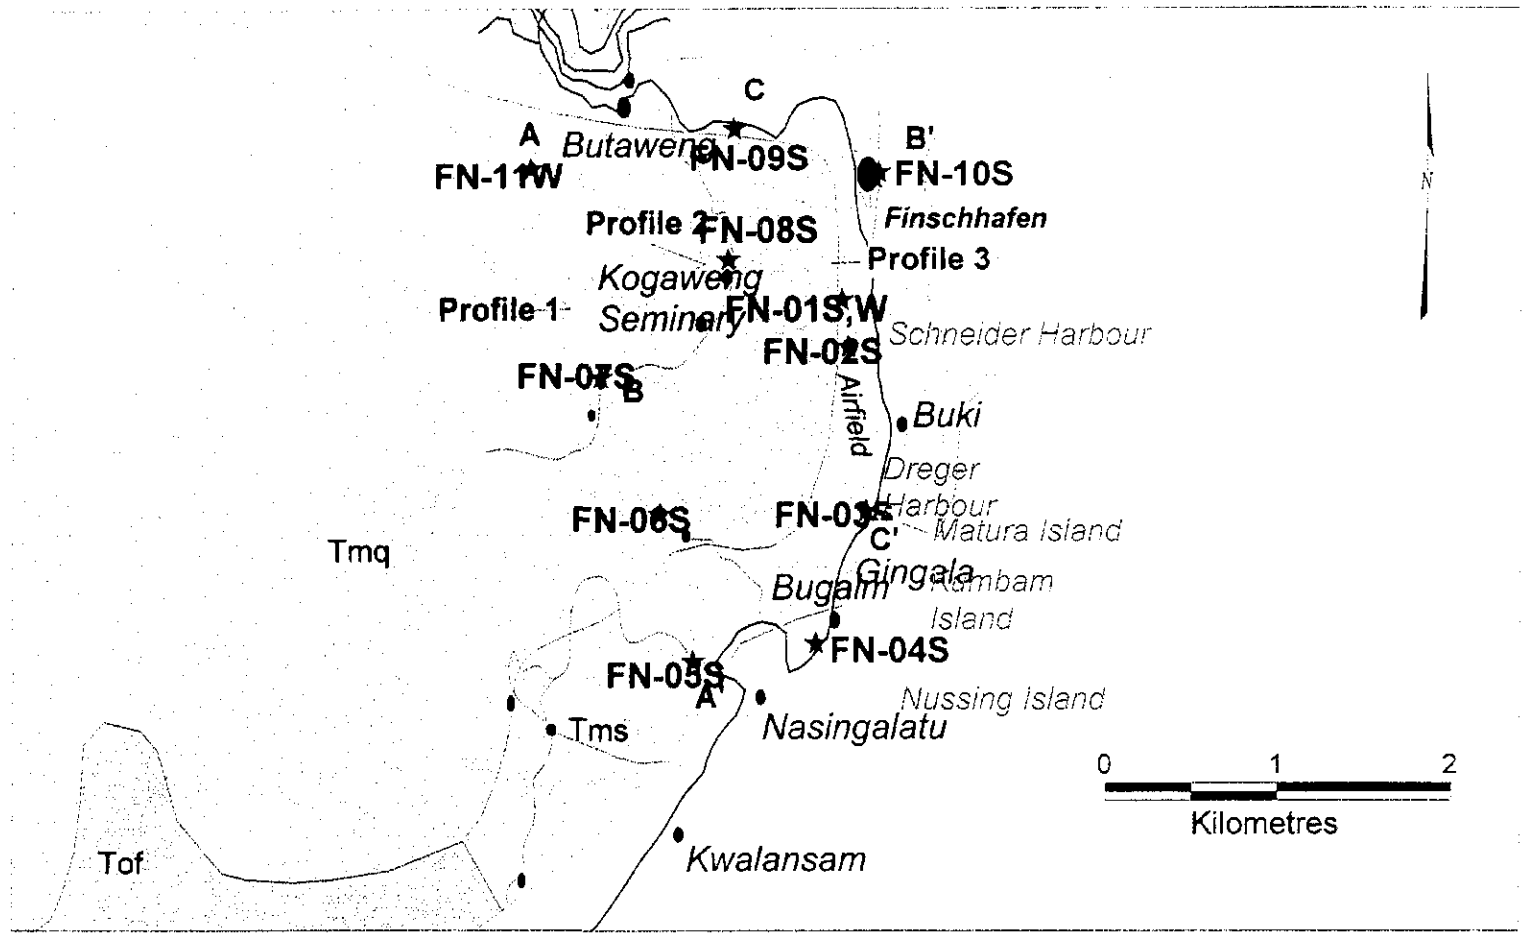 C
A
Butaweng
B'
FN-09S
FN-11W
FN-10S
Finschhafen
Profile 2
FN-08S
Profile 3
Kogaweng
Seminary
Profile 1
FN-01S,W
N
Schneider Harbour
FN-02S
FN-07S
B
Airfield
Buki
Dreger
Harbour
FN-06S
FN-03S
Matura Island
C'
Tmq
Gingala
Bugaim
Kambam
Island
FN-04S
FN-05S
A'
Nussing Island
Tms
Nasingalatu
0 1 2
Kilometres
Kwalansam
Tof